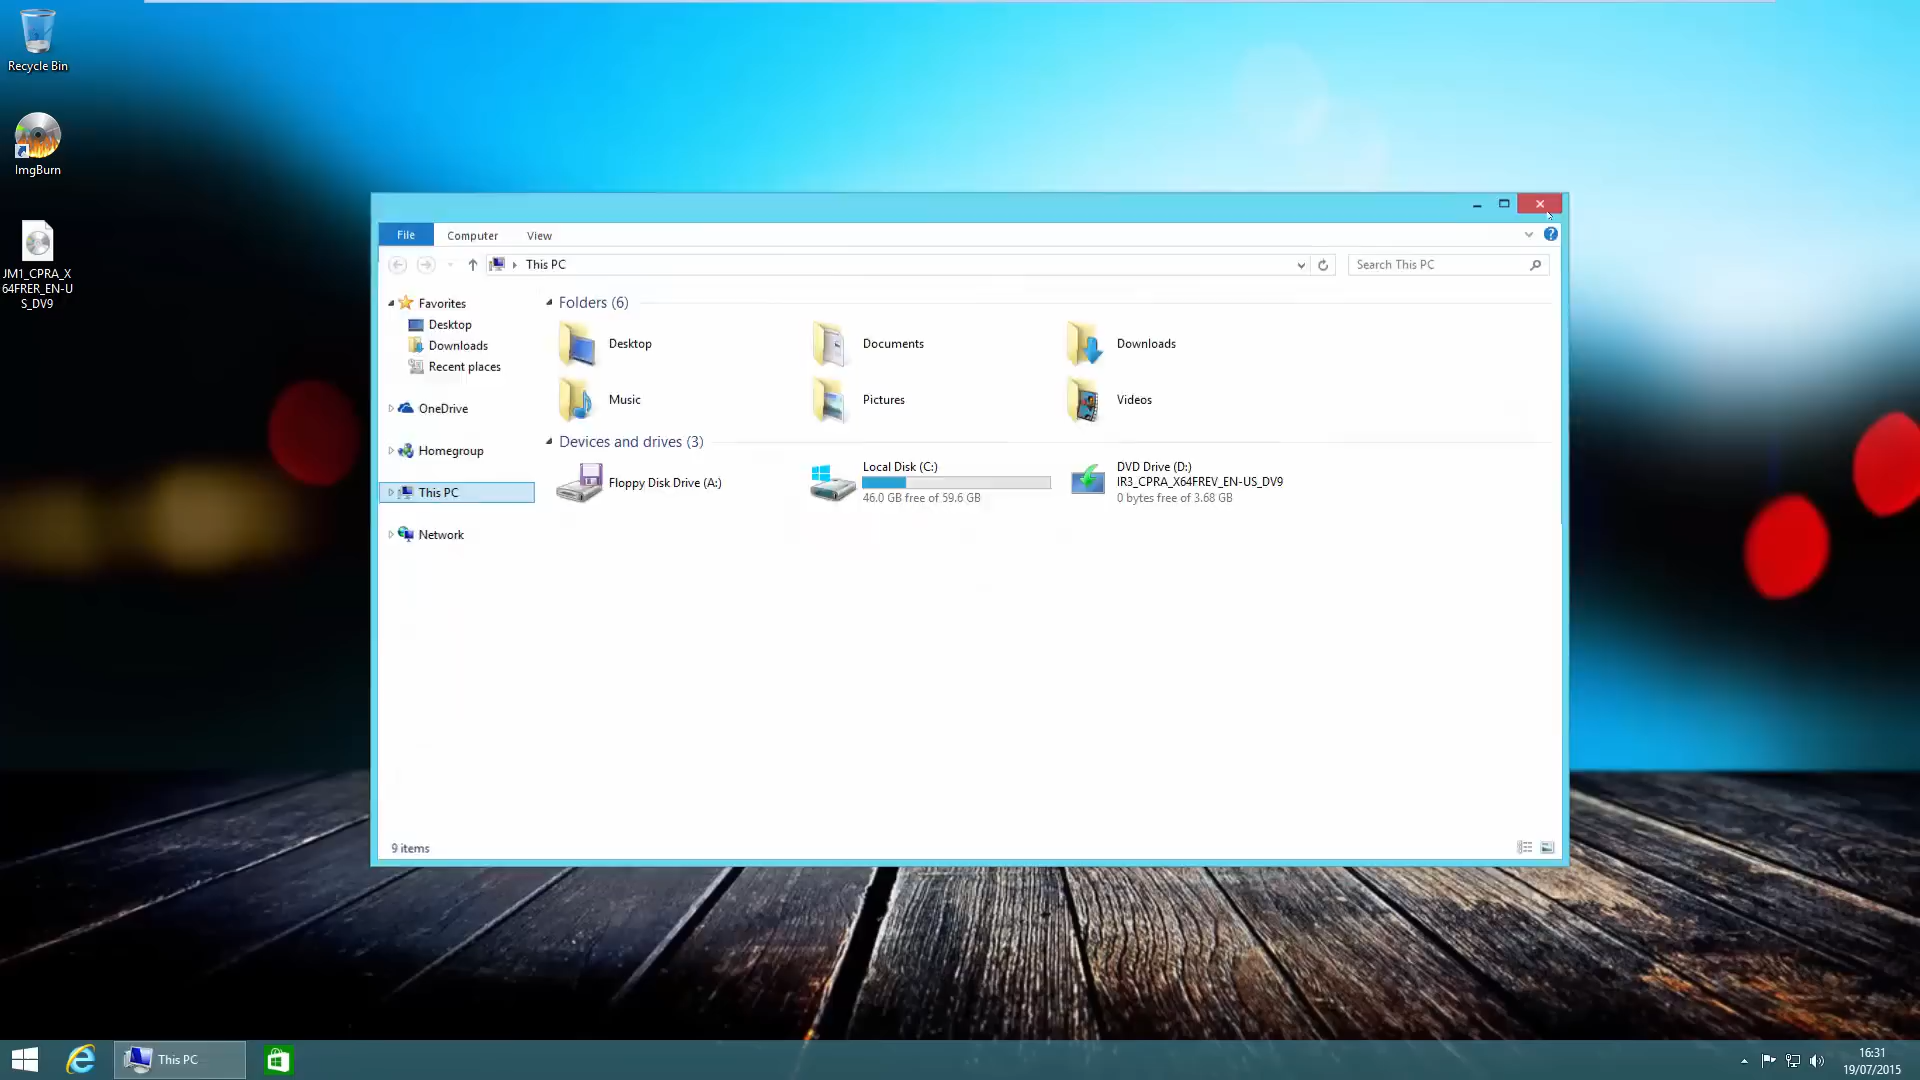 Recycle Bin
ImgBurn
JM1_CPRA_X
64FRER_EN-U
S_DV9
File
Computer
View
This PC
Search This PC
Favorites
Desktop
Downloads
Recent places
OneDrive
Homegroup
This PC
Network
Folders (6)
Desktop
Documents
Downloads
Music
Pictures
Videos
Devices and drives (3)
Floppy Disk Drive (A:)
Local Disk (C:)
46.0 GB free of 59.6 GB
DVD Drive (D:)
IR3_CPRA_X64FREV_EN-US_DV9
0 bytes free of 3.68 GB
9 items
This PC
16:31
19/07/2015